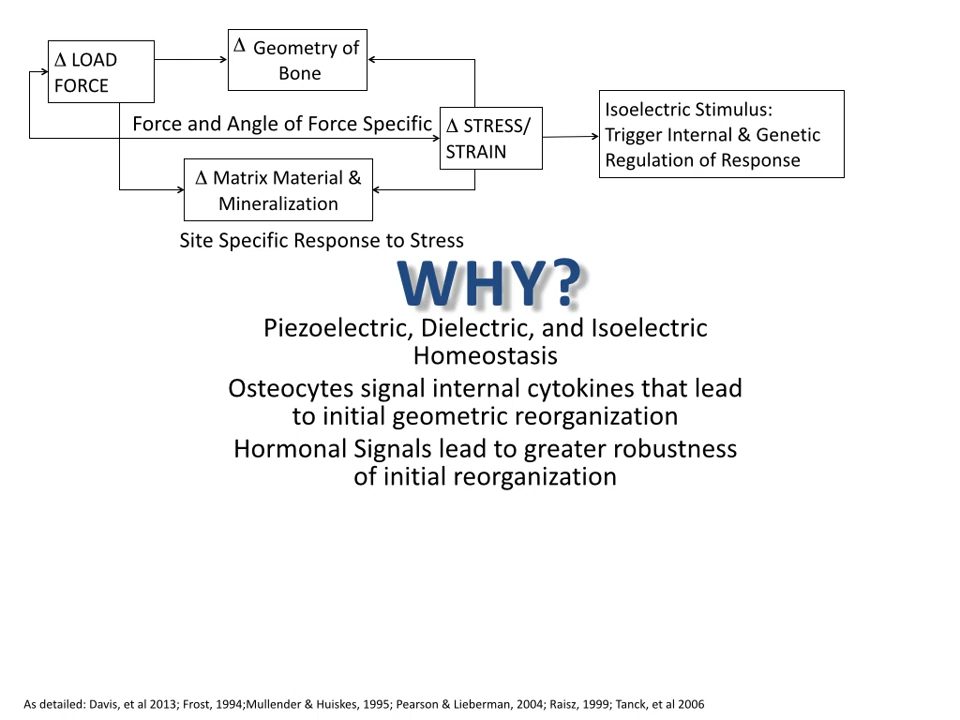 Δ LOAD
FORCE
Δ Geometry of
Bone
Force and Angle of Force Specific
Δ STRESS/
STRAIN
Isoelectric Stimulus:
Trigger Internal & Genetic
Regulation of Response
Δ Matrix Material &
Mineralization
Site Specific Response to Stress
WHY?
Piezoelectric, Dielectric, and Isoelectric
Homeostasis
Osteocytes signal internal cytokines that lead
to initial geometric reorganization
Hormonal Signals lead to greater robustness
of initial reorganization
As detailed: Davis, et al 2013; Frost, 1994;Mullender & Huiskes, 1995; Pearson & Lieberman, 2004; Raisz, 1999; Tanck, et al 2006